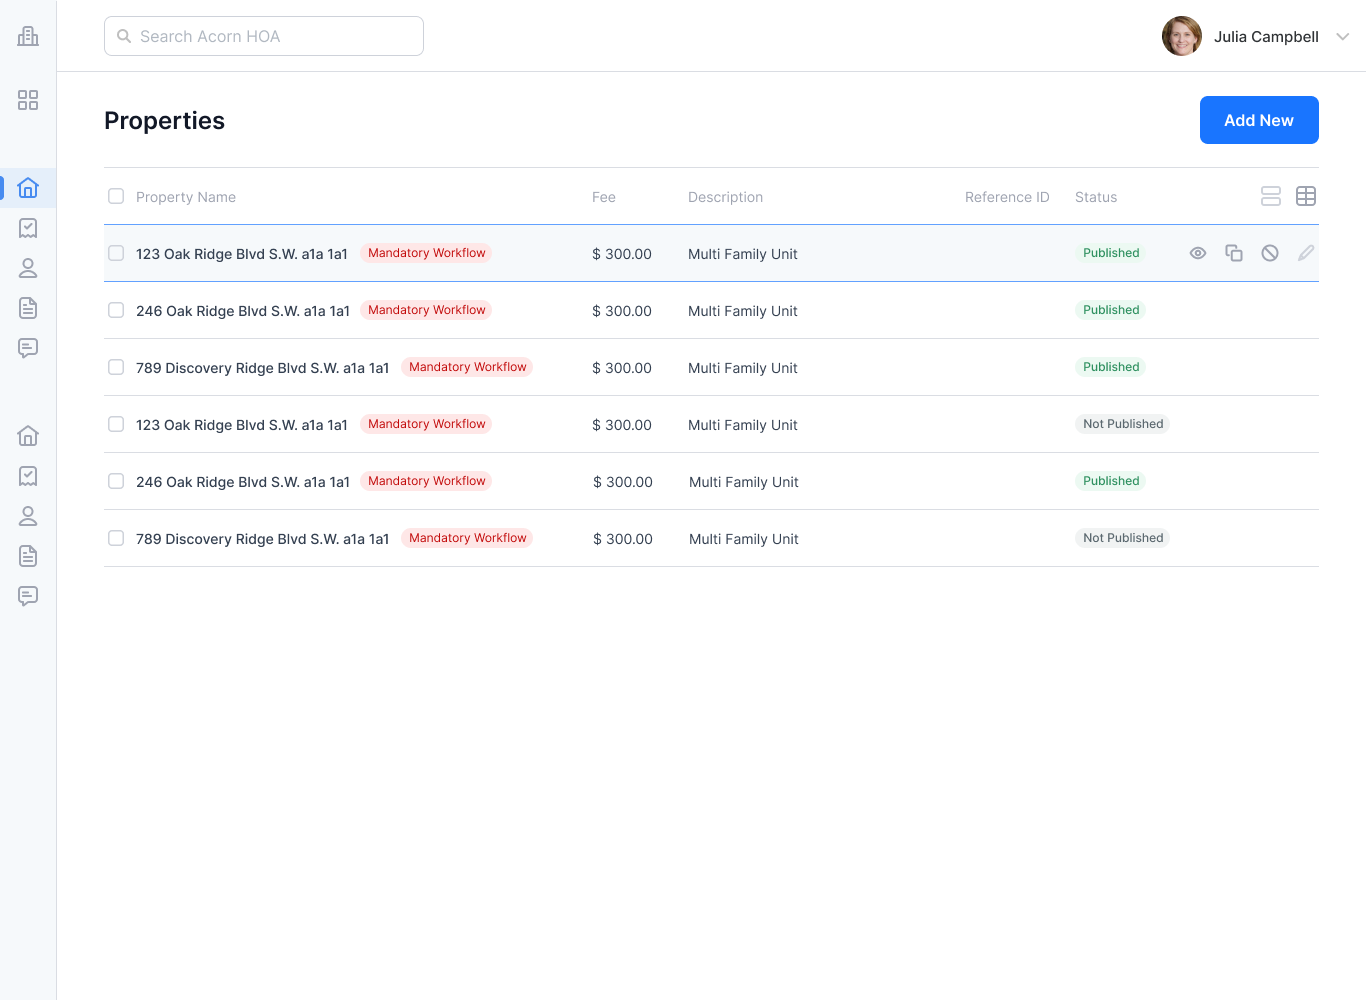 Search Acorn HOA
Julia Campbell
Properties
Add New
Property Name Fee Description Reference ID Status
123 Oak Ridge Blvd S.W. a1a 1a1 Mandatory Workflow $ 300.00 Multi Family Unit Published
246 Oak Ridge Blvd S.W. a1a 1a1 Mandatory Workflow $ 300.00 Multi Family Unit Published
789 Discovery Ridge Blvd S.W. a1a 1a1 Mandatory Workflow $ 300.00 Multi Family Unit Published
123 Oak Ridge Blvd S.W. a1a 1a1 Mandatory Workflow $ 300.00 Multi Family Unit Not Published
246 Oak Ridge Blvd S.W. a1a 1a1 Mandatory Workflow $ 300.00 Multi Family Unit Published
789 Discovery Ridge Blvd S.W. a1a 1a1 Mandatory Workflow $ 300.00 Multi Family Unit Not Published